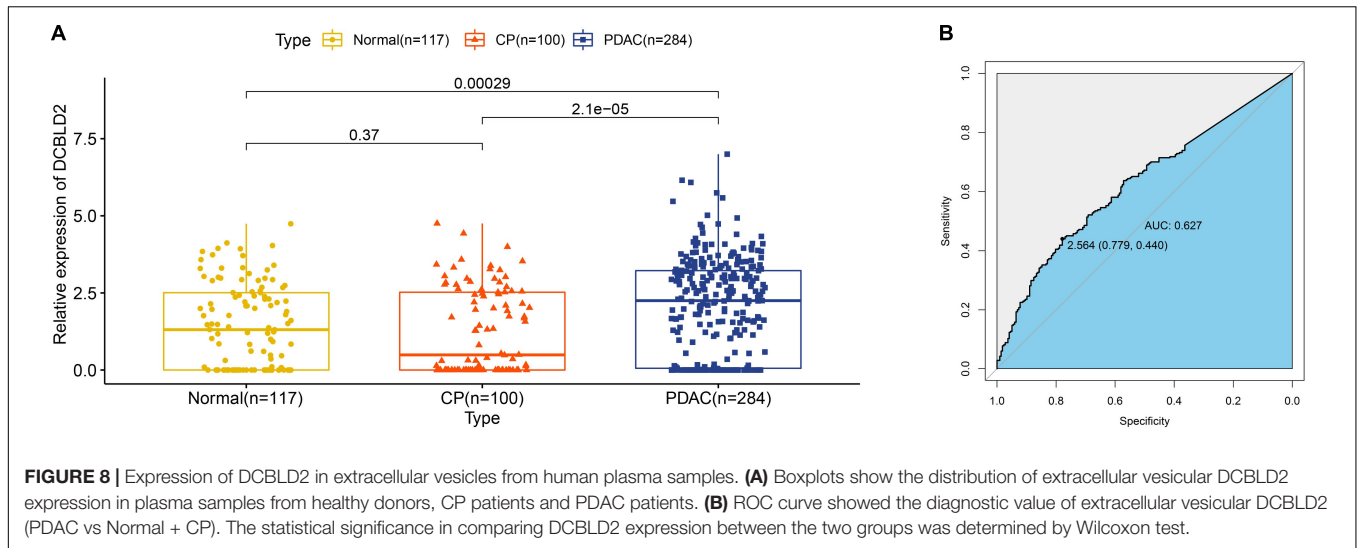 A
Type Normal(n=117) CP(n=100) PDAC(n=284)
0.00029
2.1e−05
0.37
Relative expression of DCBLD2
7.5
5.0
2.5
0.0
Normal(n=117) CP(n=100) PDAC(n=284)
Type
B
Sensitivity
1.0
0.8
0.6
0.4
0.2
0.0
AUC: 0.627
2.564 (0.779, 0.440)
1.0 0.8 0.6 0.4 0.2 0.0
Specificity
FIGURE 8 | Expression of DCBLD2 in extracellular vesicles from human plasma samples. (A) Boxplots show the distribution of extracellular vesicular DCBLD2
expression in plasma samples from healthy donors, CP patients and PDAC patients. (B) ROC curve showed the diagnostic value of extracellular vesicular DCBLD2
(PDAC vs Normal + CP). The statistical significance in comparing DCBLD2 expression between the two groups was determined by Wilcoxon test.